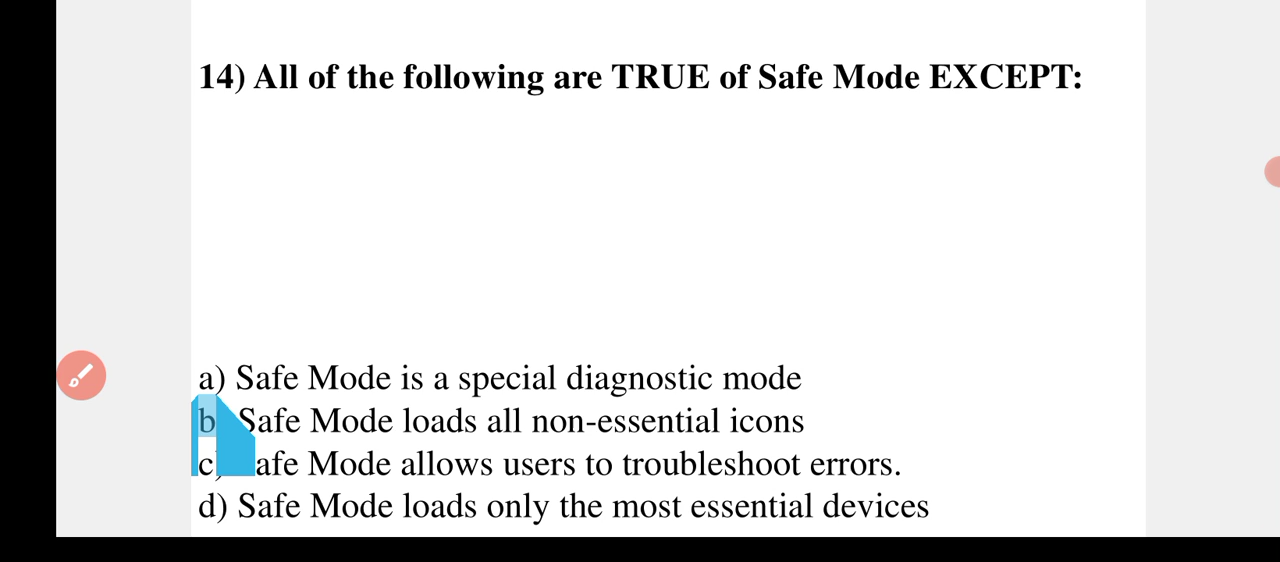 14) All of the following are TRUE of Safe Mode EXCEPT:
a) Safe Mode is a special diagnostic mode
b Safe Mode loads all non-essential icons
c afe Mode allows users to troubleshoot errors.
d) Safe Mode loads only the most essential devices